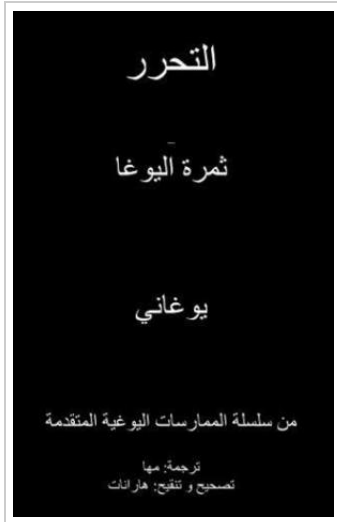 التحرر
–
ثمرة اليوغا
يوغاني
من سلسلة الممارسات اليوغية المتقدمة
ترجمة: مها
تصحيح و تنقيح: هارانات